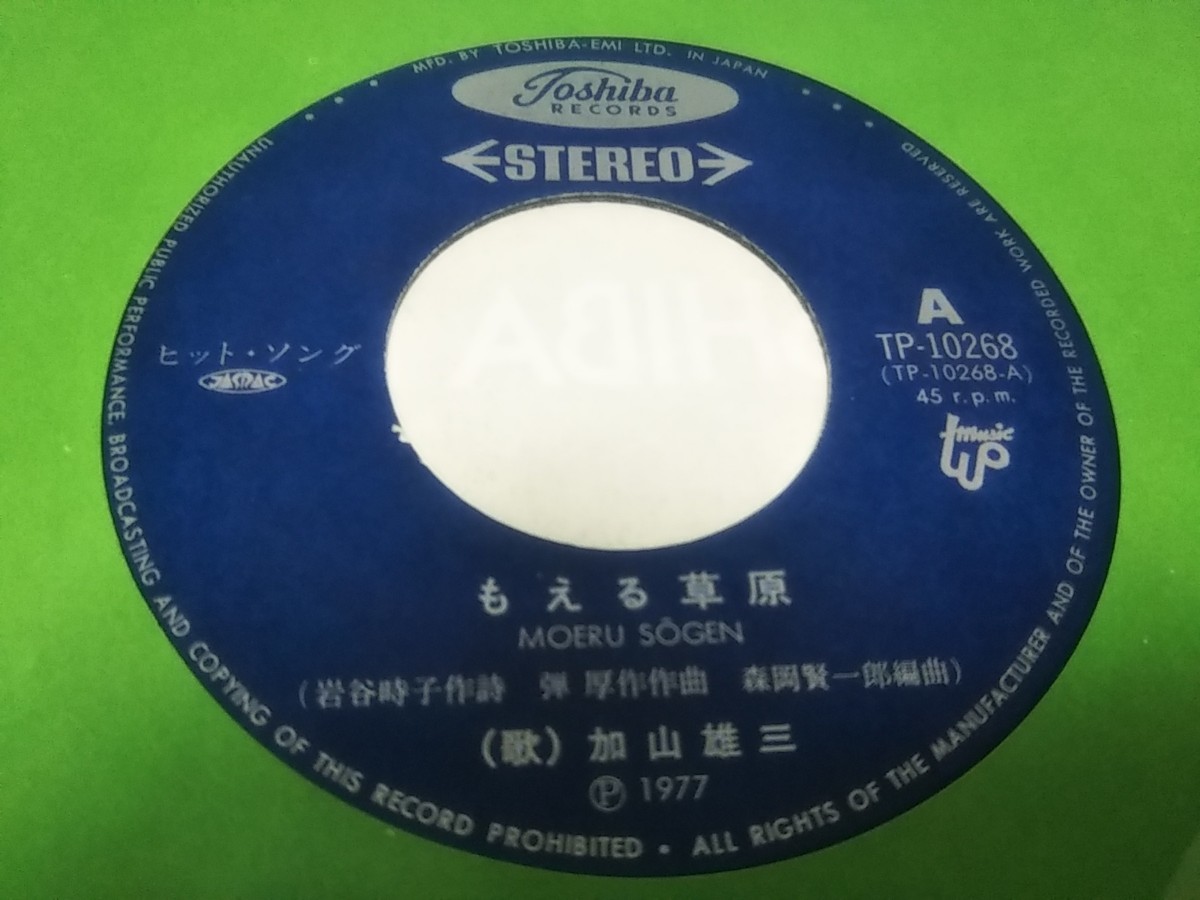 MFD. BY TOSHIBA-EMI LTD. IN JAPAN
Toshiba
RECORDS
STEREO
ヒット・ソング
JASRAC
A
TP-10268
(TP-10268-A)
45 r.p.m.
music
もえる草原
MOERU SÔGEN
(岩谷時子作詩 弾 厚作作曲 森岡賢一郎編曲)
(歌) 加山雄三
Ⓟ 1977
UNAUTHORIZED PUBLIC PERFORMANCE, BROADCASTING AND COPYING OF THIS RECORD PROHIBITED • ALL RIGHTS OF THE MANUFACTURER AND OF THE OWNER OF THE RECORDED WORK ARE RESERVED